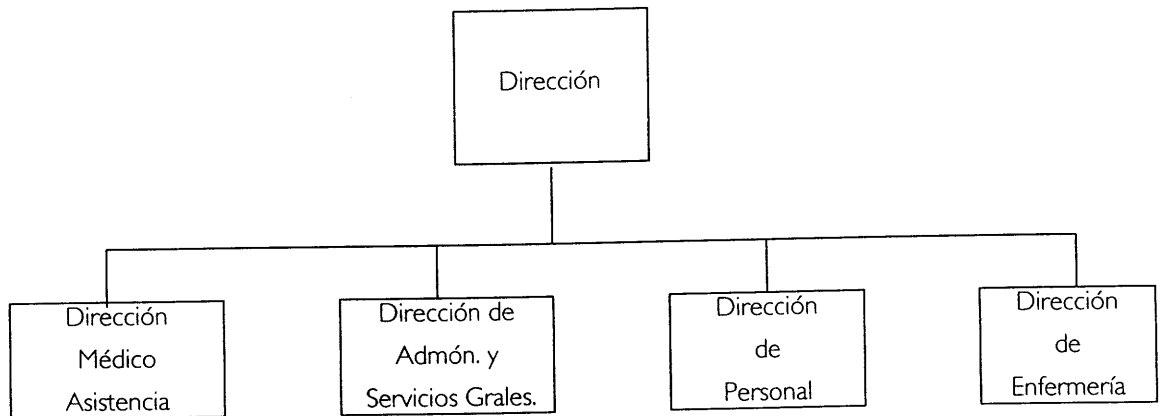 Dirección
Dirección
Médico
Asistencia
Dirección de
Admón. y
Servicios Grales.
Dirección
de
Personal
Dirección
de
Enfermería